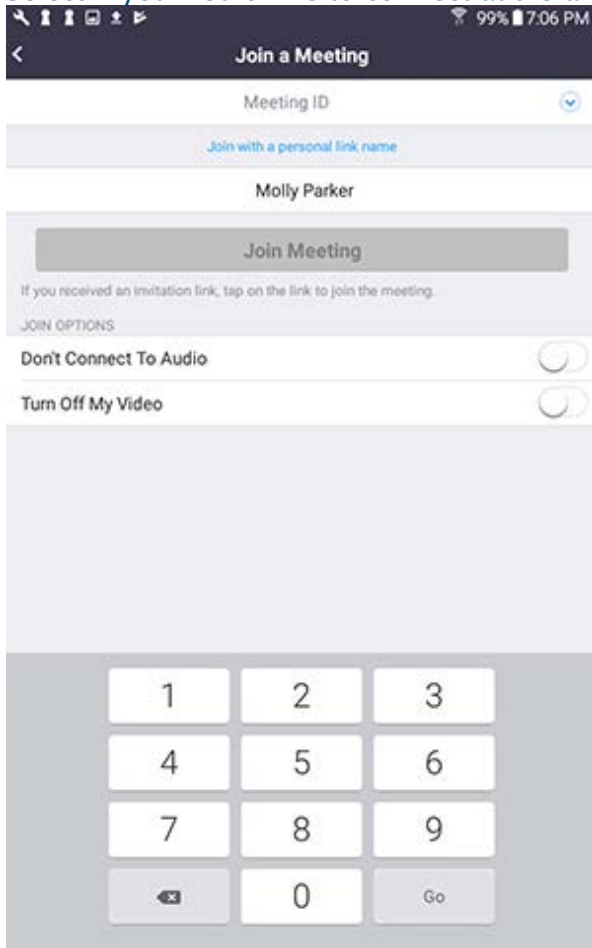 99% 7:06 PM
Join a Meeting
Meeting ID
Join with a personal link name
Molly Parker
Join Meeting
If you received an invitation link, tap on the link to join the meeting.
JOIN OPTIONS
Don't Connect To Audio
Turn Off My Video
1 2 3
4 5 6
7 8 9
0 Go